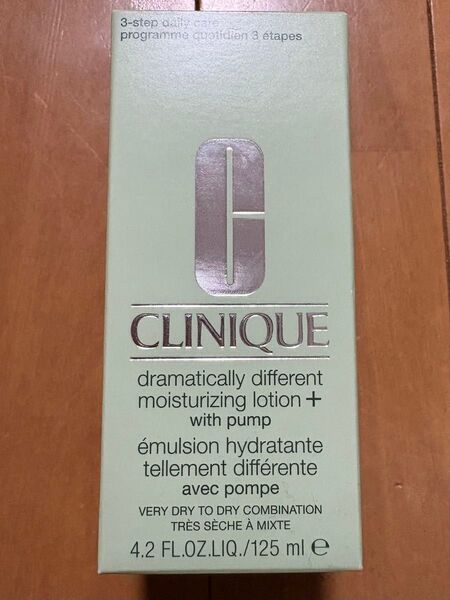 3-step daily care
programme quotidien 3 étapes
C
CLINIQUE
dramatically different
moisturizing lotion +
with pump
émulsion hydratante
tellement différente
avec pompe
VERY DRY TO DRY COMBINATION
TRÈS SÈCHE À MIXTE
4.2 FL.OZ.LIQ./125 ml ℮